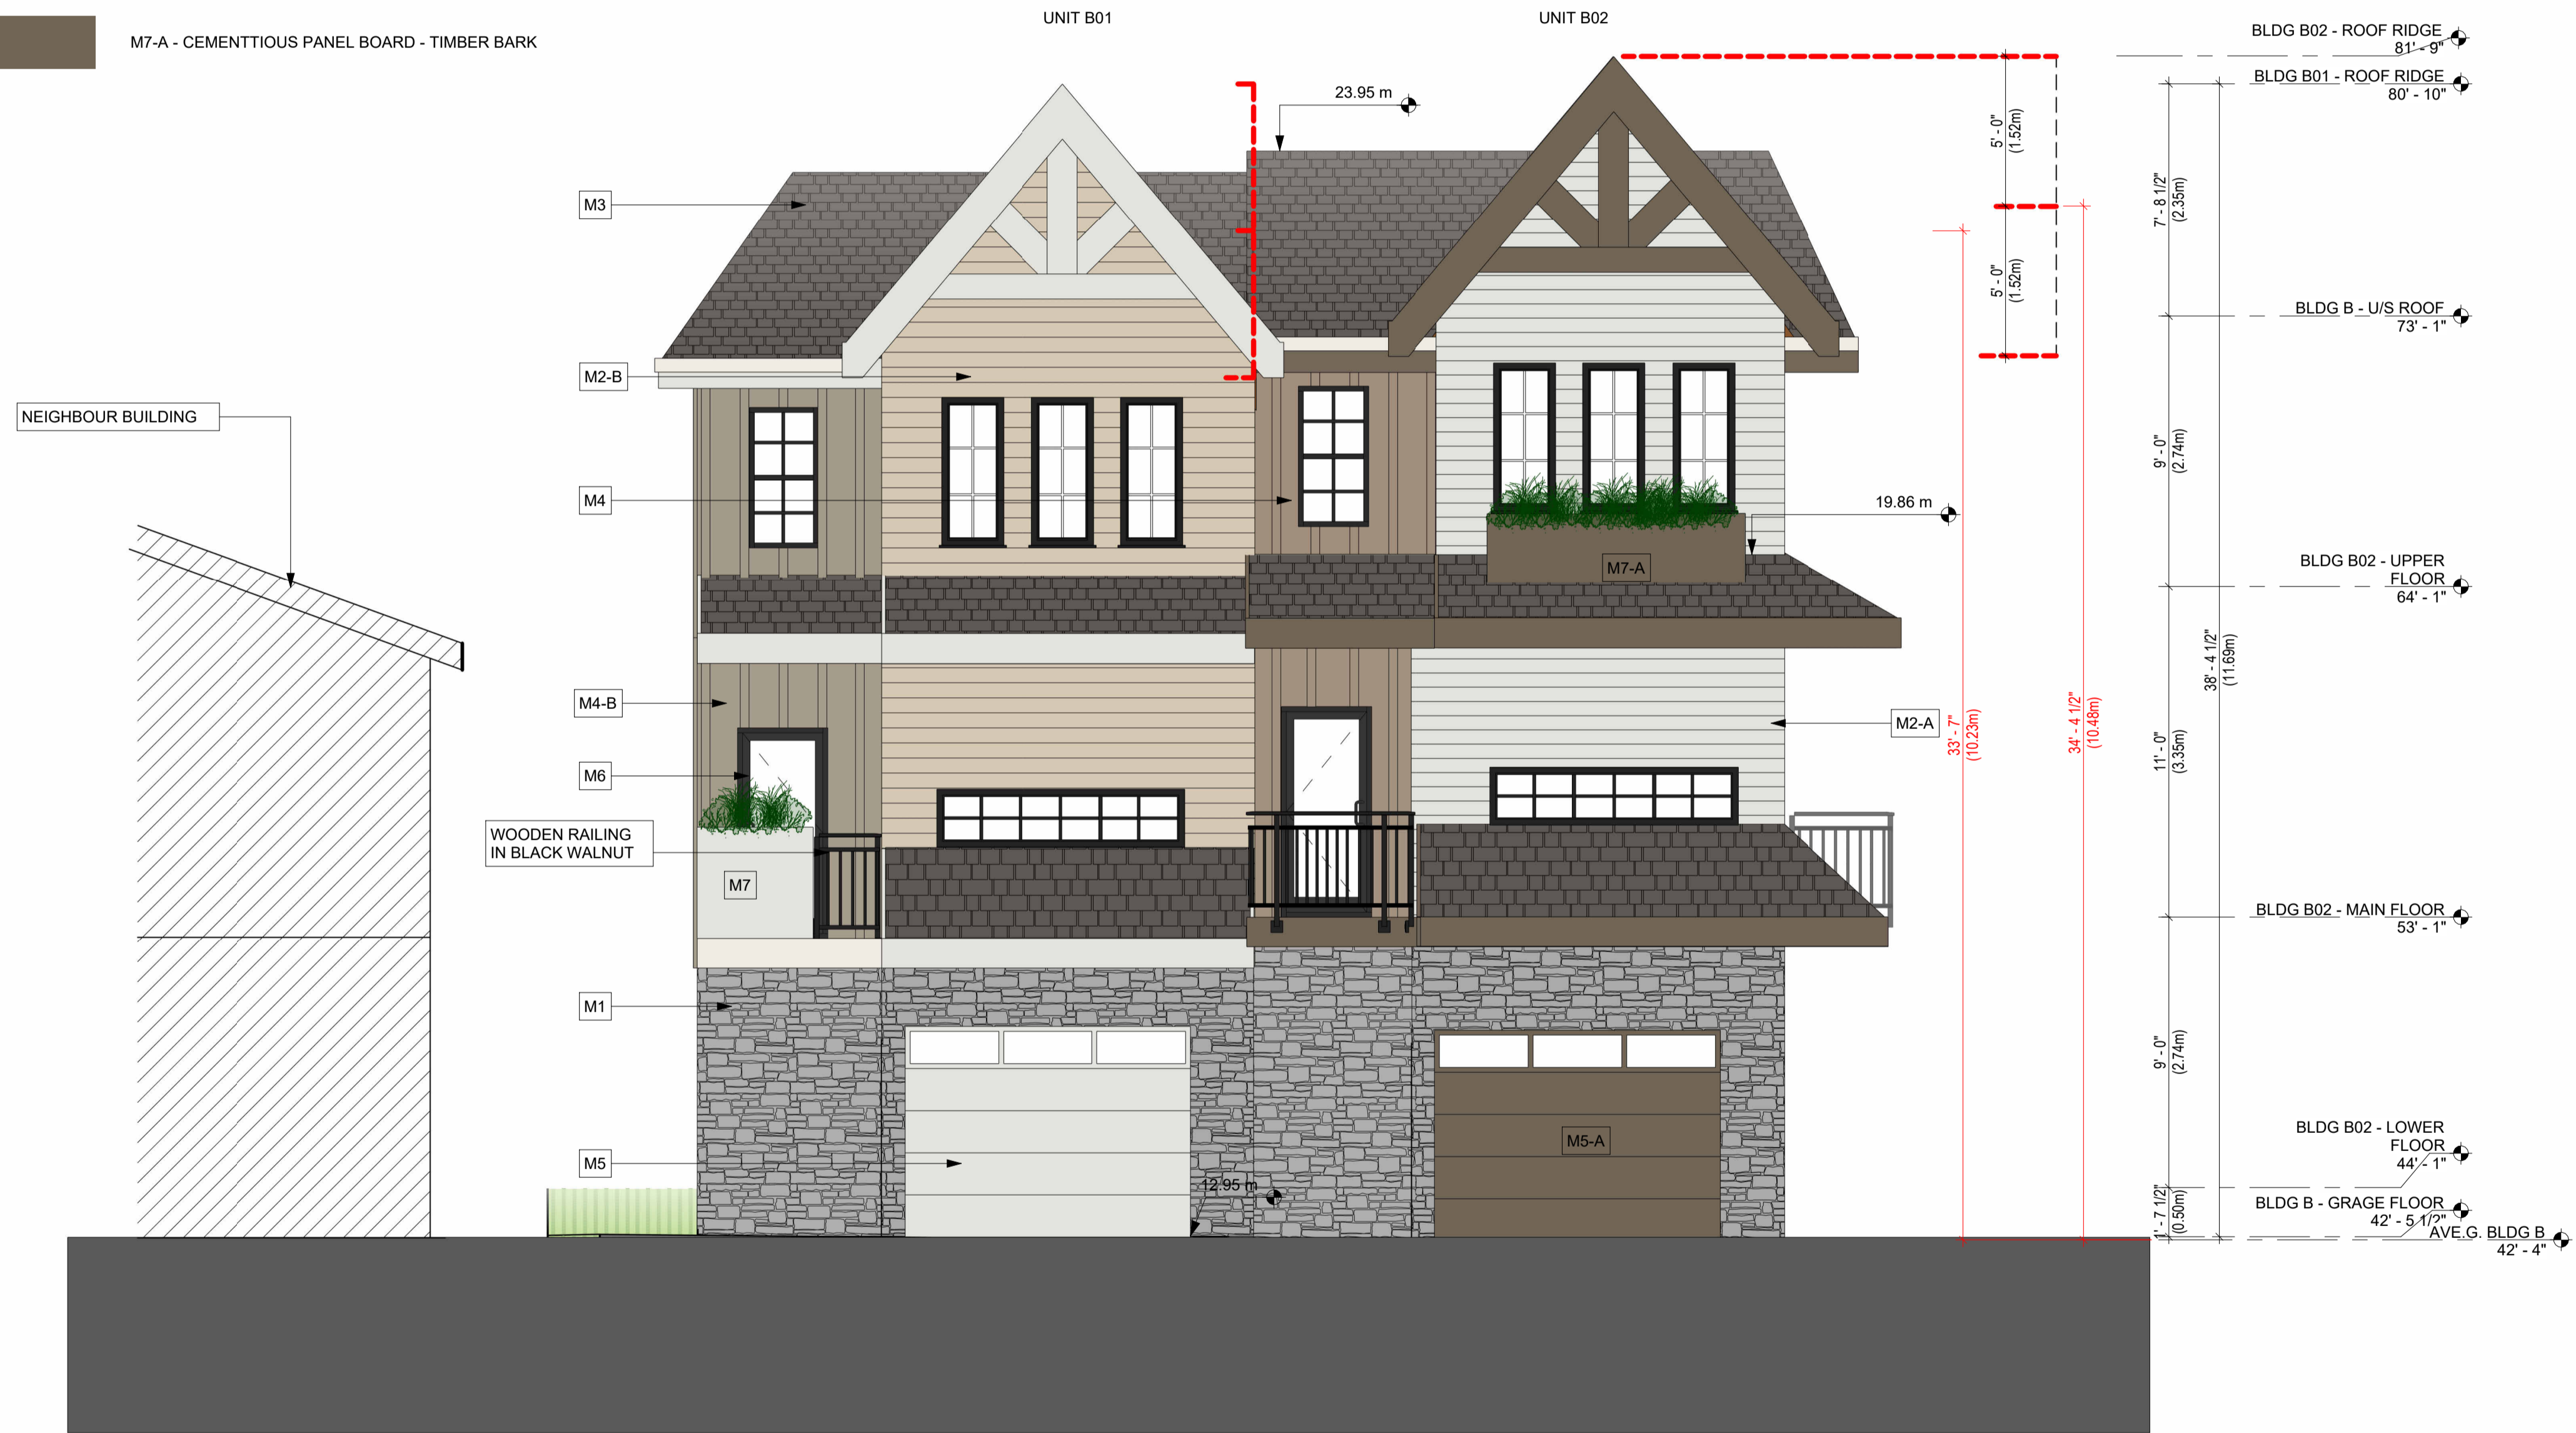 UNIT B01
UNIT B02
M7-A - CEMENTTIOUS PANEL BOARD - TIMBER BARK
BLDG B02 - ROOF RIDGE
81' - 9"
BLDG B01 - ROOF RIDGE
80' - 10"
23.95 m
5' - 0"
(1.52m)
7' - 8 1/2"
(2.35m)
M3
5' - 0"
(1.52m)
BLDG B - U/S ROOF
73' - 1"
M2-B
NEIGHBOUR BUILDING
9' - 0"
(2.74m)
M4
19.86 m
M7-A
BLDG B02 - UPPER
FLOOR
64' - 1"
38' - 4 1/2"
(11.69m)
M4-B
M2-A
33' - 7"
(10.23m)
34' - 4 1/2"
(10.48m)
11' - 0"
(3.35m)
M6
WOODEN RAILING
IN BLACK WALNUT
M7
BLDG B02 - MAIN FLOOR
53' - 1"
M1
9' - 0"
(2.74m)
M5-A
BLDG B02 - LOWER
FLOOR
44' - 1"
M5
12.95 m
1' - 7 1/2"
(0.50m)
BLDG B - GRAGE FLOOR
42' - 5 1/2"
AVE.G. BLDG B
42' - 4"